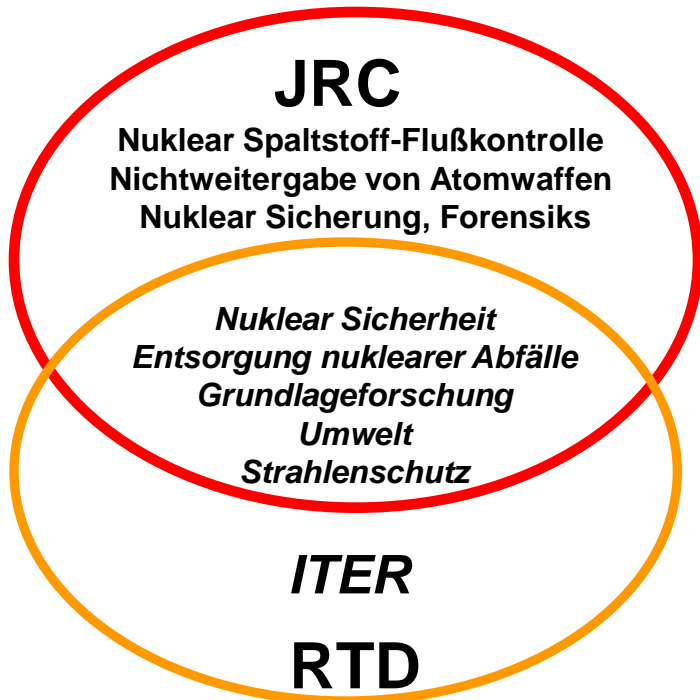 JRC
Nuklear Spaltstoff-Flußkontrolle
Nichtweitergabe von Atomwaffen
Nuklear Sicherung, Forensiks
Nuklear Sicherheit
Entsorgung nuklearer Abfälle
Grundlageforschung
Umwelt
Strahlenschutz
ITER
RTD